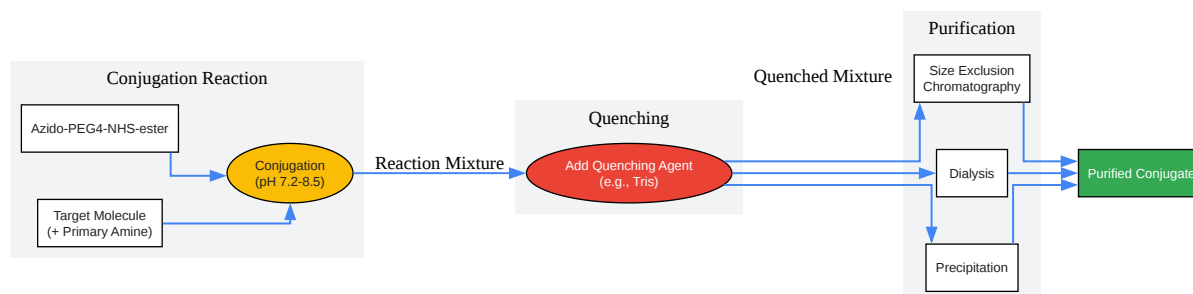 Conjugation Reaction
Azido-PEG4-NHS-ester
Target Molecule
(+ Primary Amine)
Conjugation
(pH 7.2-8.5)
Reaction Mixture
Quenching
Add Quenching Agent
(e.g., Tris)
Quenched Mixture
Purification
Size Exclusion
Chromatography
Dialysis
Precipitation
Purified Conjugate